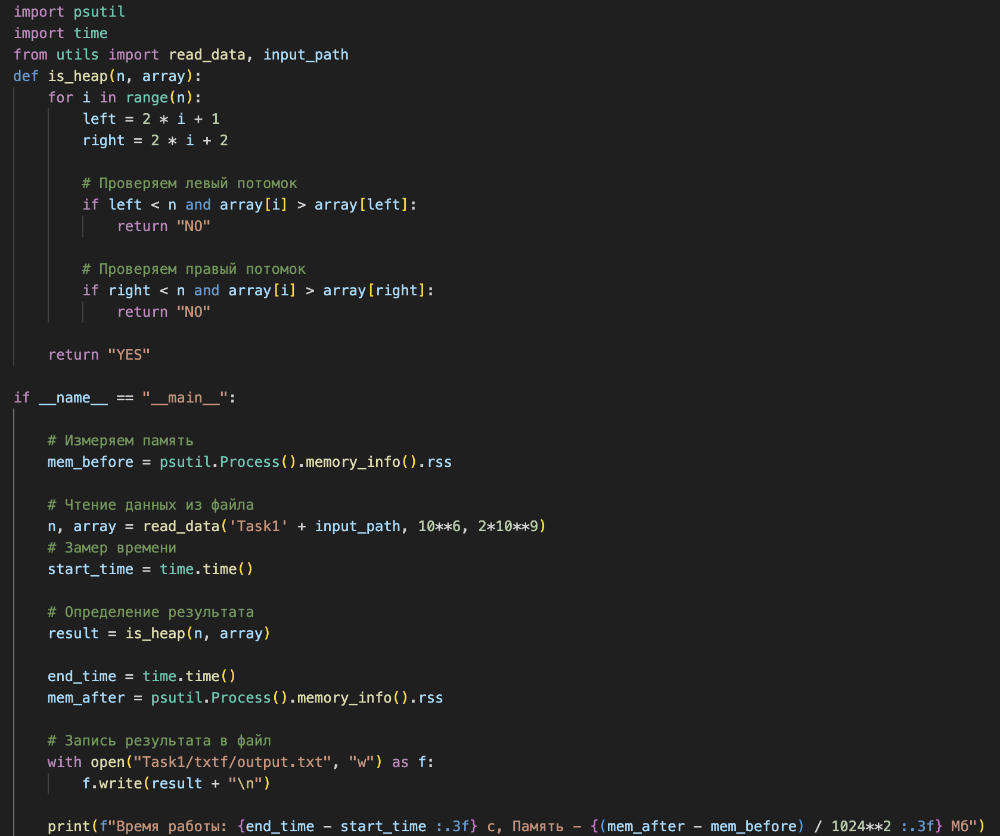 import psutil
import time
from utils import read_data, input_path
def is_heap(n, array):
    for i in range(n):
        left = 2 * i + 1
        right = 2 * i + 2

        # Проверяем левый потомок
        if left < n and array[i] > array[left]:
            return "NO"

        # Проверяем правый потомок
        if right < n and array[i] > array[right]:
            return "NO"

    return "YES"

if __name__ == "__main__":

    # Измеряем память
    mem_before = psutil.Process().memory_info().rss

    # Чтение данных из файла
    n, array = read_data('Task1' + input_path, 10**6, 2*10**9)
    # Замер времени
    start_time = time.time()

    # Определение результата
    result = is_heap(n, array)

    end_time = time.time()
    mem_after = psutil.Process().memory_info().rss

    # Запись результата в файл
    with open("Task1/txtf/output.txt", "w") as f:
        f.write(result + "\n")

    print(f"Время работы: {end_time - start_time :.3f} с, Память - {(mem_after - mem_before) / 1024**2 :.3f} Мб")